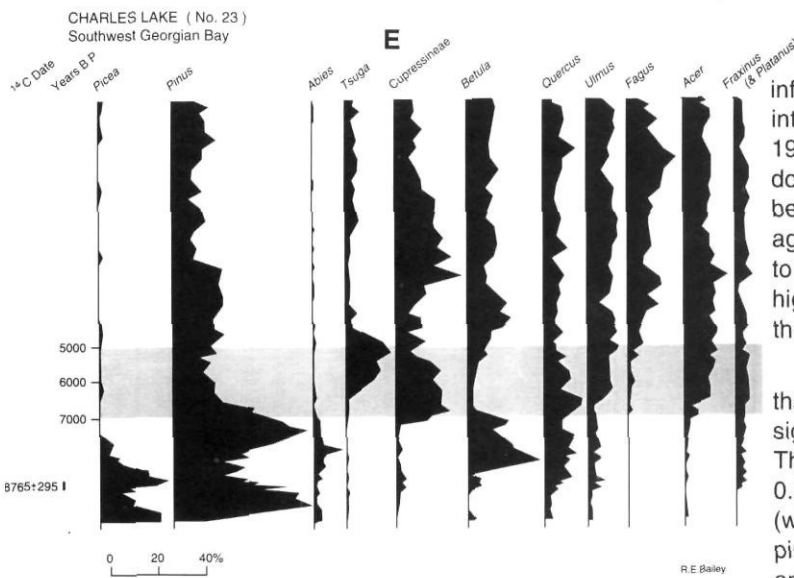 CHARLES LAKE ( No. 23 )
Southwest Georgian Bay
E
¹⁴C Date
Years B P
Picea
Pinus
Abies
Tsuga
Cupressineae
Betula
Quercus
Ulmus
Fagus
Acer
Fraxinus
(& Platanus)
5000
6000
7000
8765±295
0 20 40%
R.E.Bailey
inf
int
19
do
be
ag
to
hig
th
tha
sig
Th
0.
(w
pi